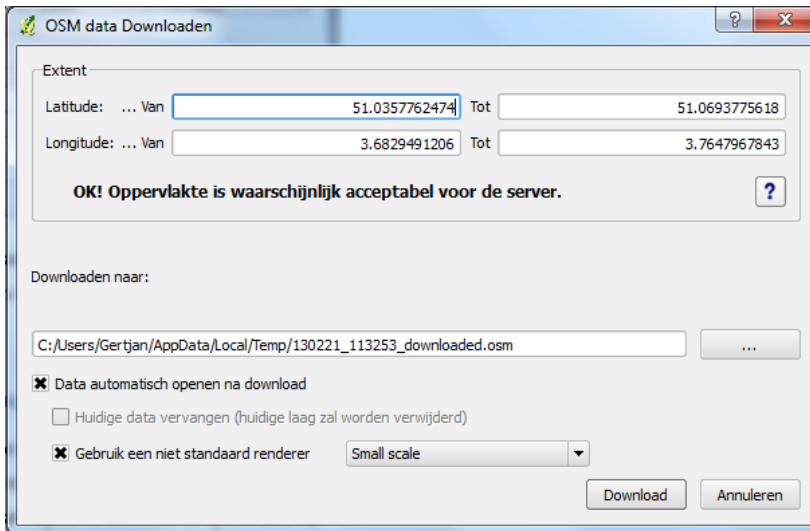 OSM data Downloaden
Extent
Latitude: ... Van 51.0357762474 Tot 51.0693775618
Longitude: ... Van 3.6829491206 Tot 3.7647967843
OK! Oppervlakte is waarschijnlijk acceptabel voor de server. ?
Downloaden naar:
C:/Users/Gertjan/AppData/Local/Temp/130221_113253_downloaded.osm ...
Data automatisch openen na download
Huidige data vervangen (huidige laag zal worden verwijderd)
Gebruik een niet standaard renderer Small scale
Download Annuleren